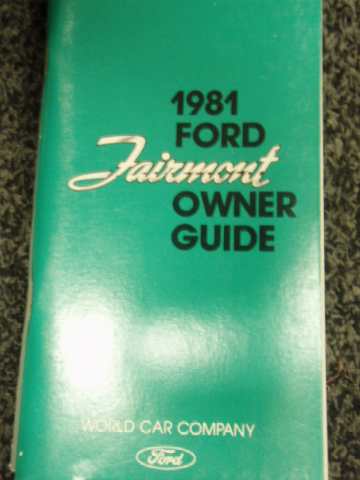 1981
FORD
Fairmont
OWNER
GUIDE
WORLD CAR COMPANY
Ford